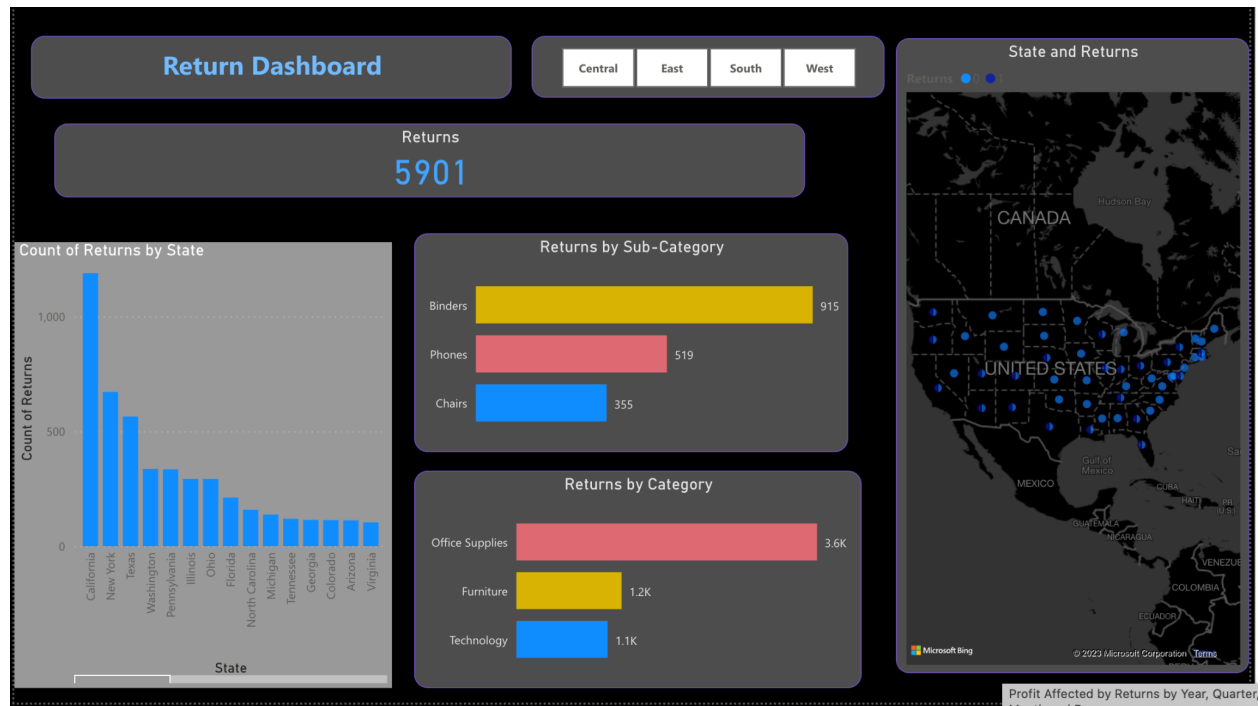 Return Dashboard
Central
East
South
West
Returns
5901
Count of Returns by State
Count of Returns
1,000
500
0
California
New York
Texas
Washington
Pennsylvania
Illinois
Ohio
Florida
North Carolina
Michigan
Tennessee
Georgia
Colorado
Arizona
Virginia
State
Returns by Sub-Category
Binders
915
Phones
519
Chairs
355
Returns by Category
Office Supplies
3.6K
Furniture
1.2K
Technology
1.1K
State and Returns
Returns 0 1
Hudson Bay
CANADA
UNITED STATES
Gulf of
Mexico
MEXICO
CUBA
HAITI
PR
(U.S.)
GUATEMALA
NICARAGUA
VENEZUE
COLOMBIA
ECUADOR
Microsoft Bing
© 2023 Microsoft Corporation Terms
Profit Affected by Returns by Year, Quarter,